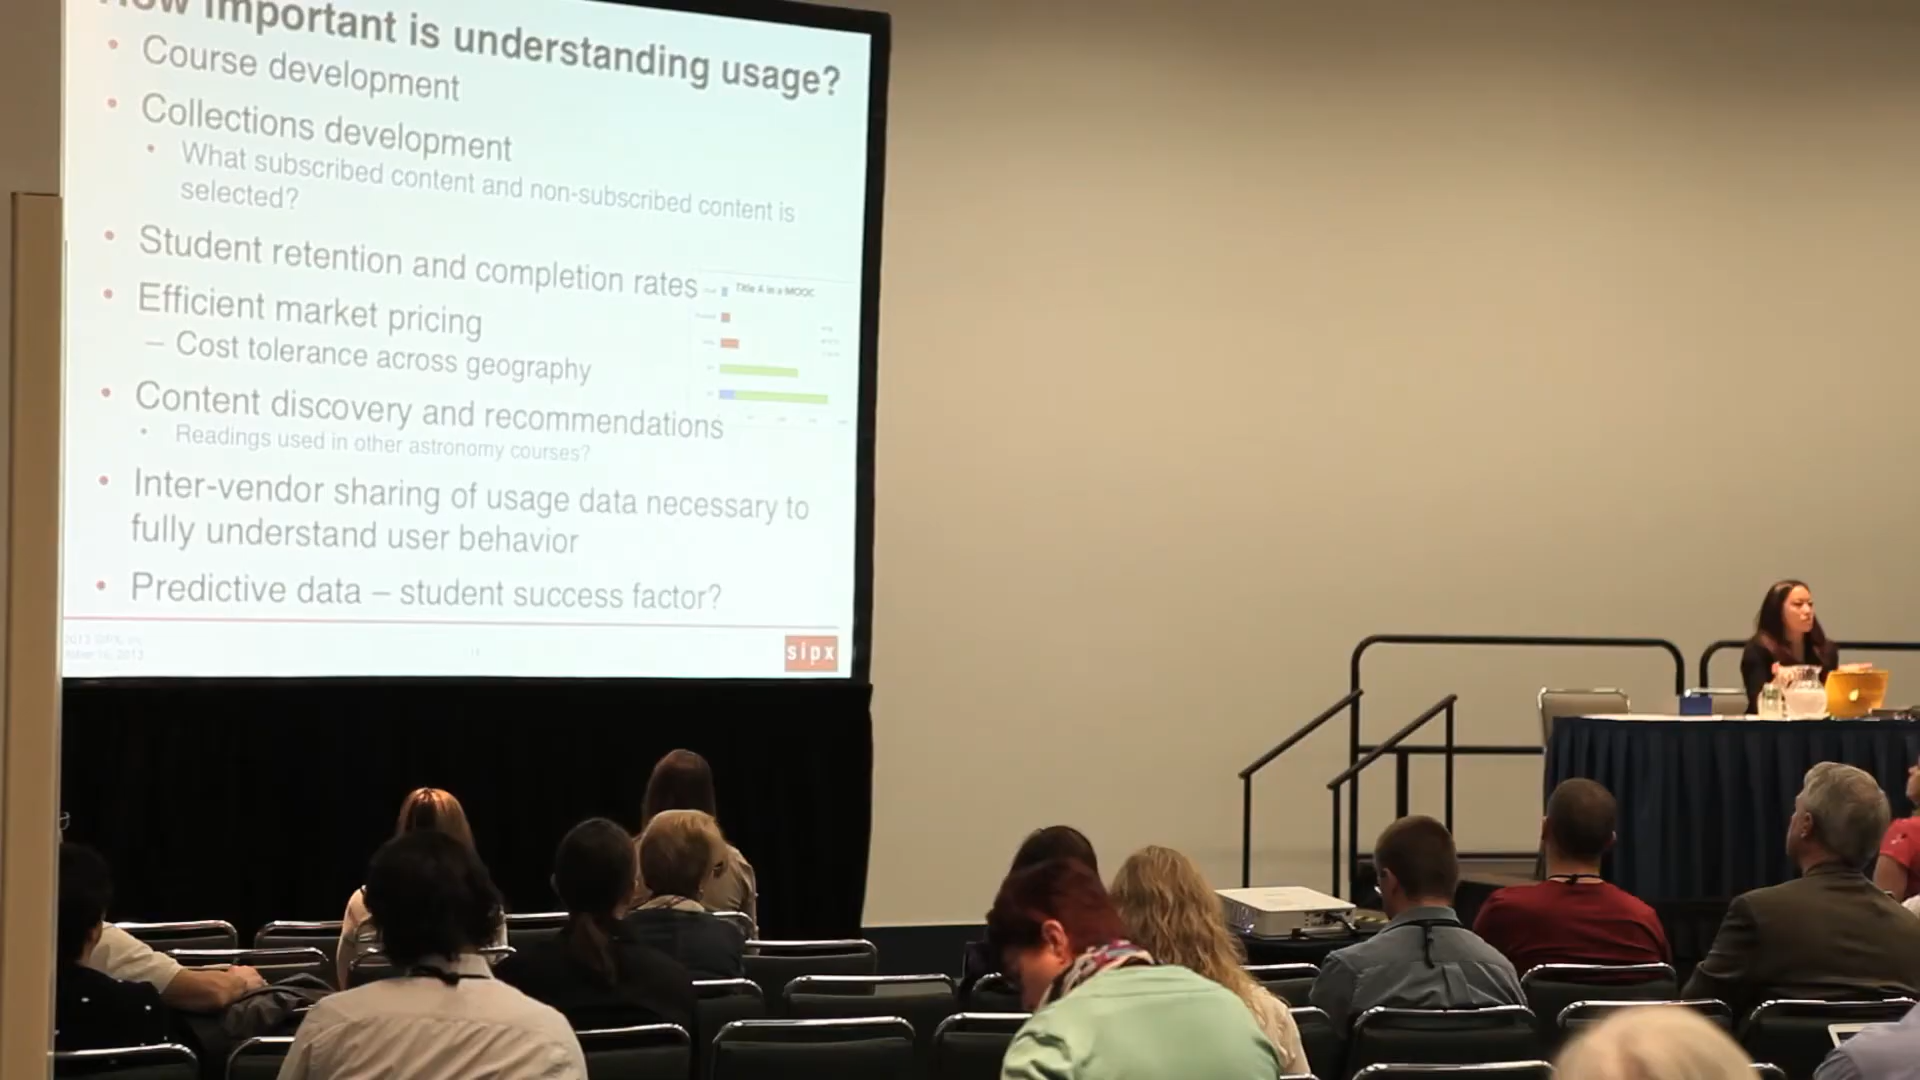 How important is understanding usage?
• Course development
• Collections development
• What subscribed content and non-subscribed content is
selected?
• Student retention and completion rates
Title A in a MOOC
• Efficient market pricing
– Cost tolerance across geography
• Content discovery and recommendations
• Readings used in other astronomy courses?
• Inter-vendor sharing of usage data necessary to
fully understand user behavior
• Predictive data – student success factor?
sipx